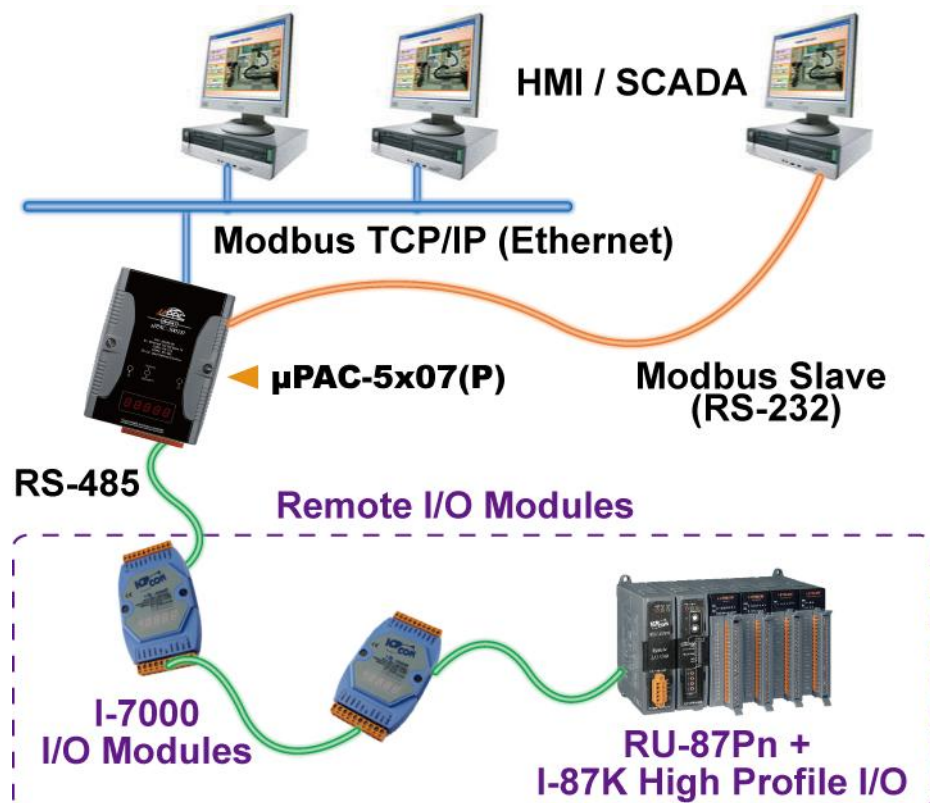 HMI / SCADA
Modbus TCP/IP (Ethernet)
µPAC-5x07(P)
Modbus Slave
(RS-232)
RS-485
Remote I/O Modules
I-7000
I/O Modules
RU-87Pn +
I-87K High Profile I/O